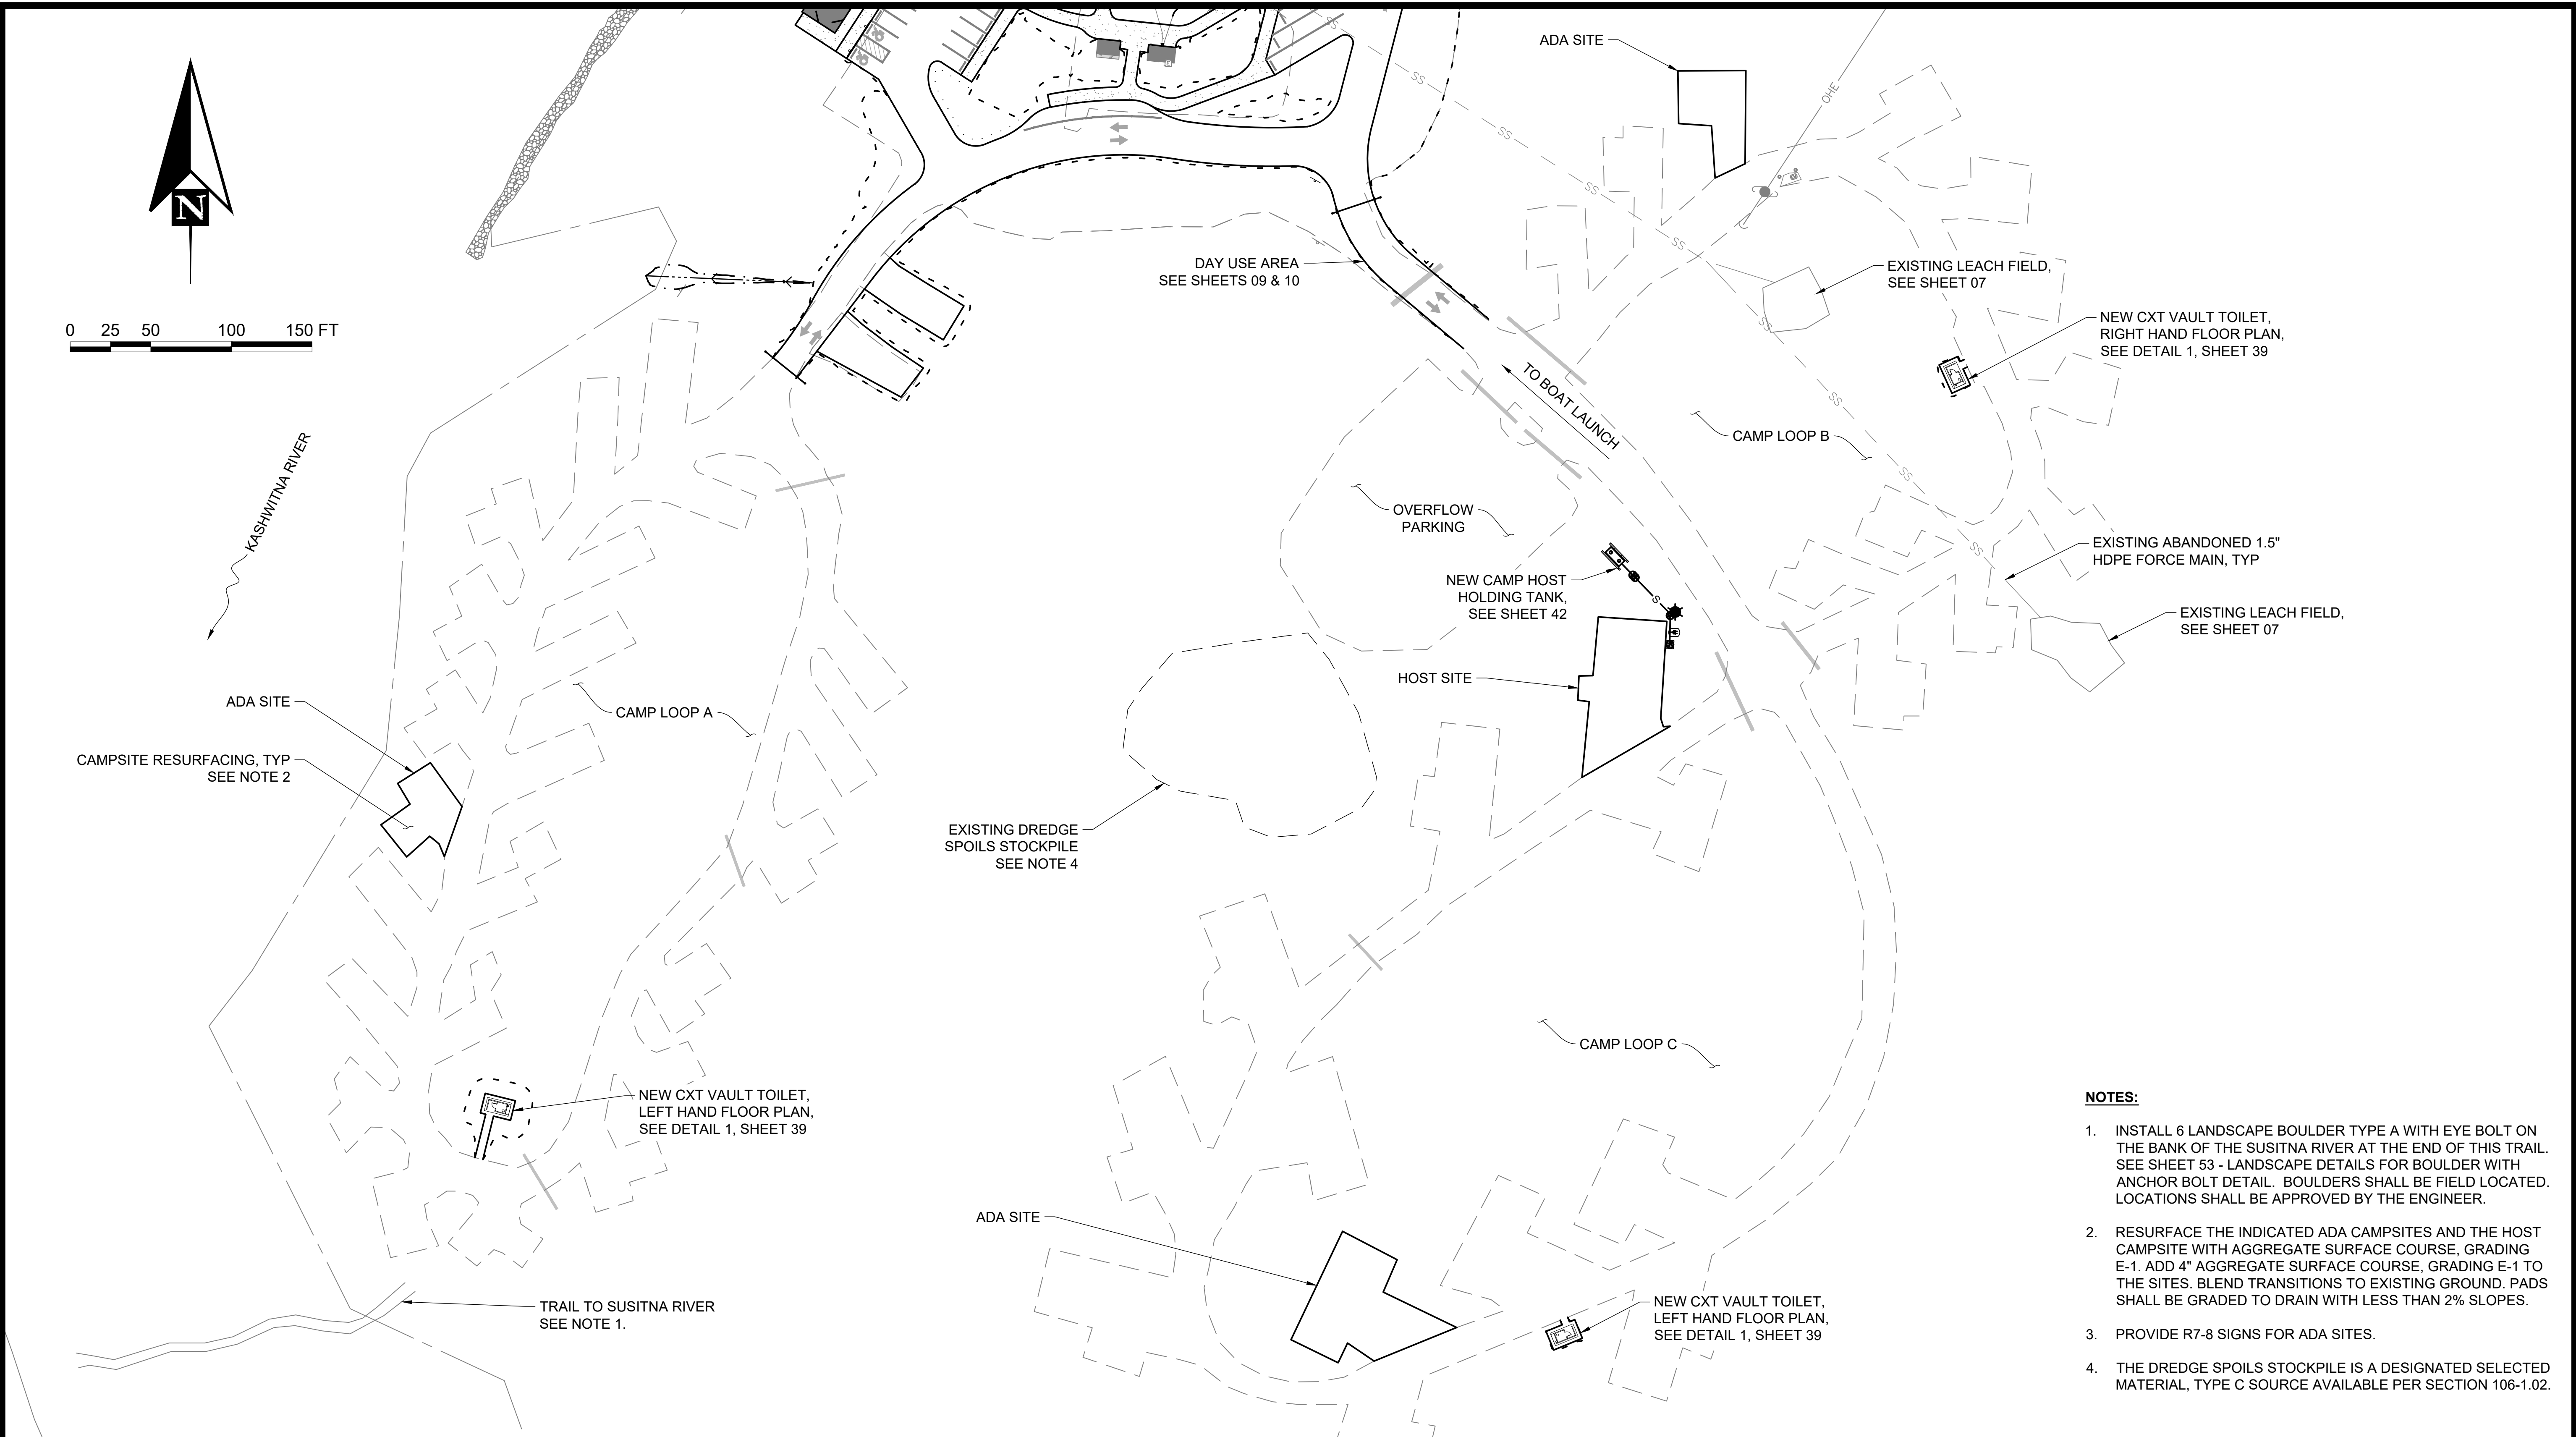 ADA SITE
OHE
SS
SS
SS
SS
SS
SS
SS
SS
N
0 25 50 100 150 FT
DAY USE AREA
SEE SHEETS 09 & 10
EXISTING LEACH FIELD,
SEE SHEET 07
NEW CXT VAULT TOILET,
RIGHT HAND FLOOR PLAN,
SEE DETAIL 1, SHEET 39
TO BOAT LAUNCH
CAMP LOOP B
KASHWITNA RIVER
OVERFLOW
PARKING
EXISTING ABANDONED 1.5"
HDPE FORCE MAIN, TYP
NEW CAMP HOST
HOLDING TANK,
SEE SHEET 42
S
EXISTING LEACH FIELD,
SEE SHEET 07
HOST SITE
ADA SITE
CAMP LOOP A
CAMPSITE RESURFACING, TYP
SEE NOTE 2
EXISTING DREDGE
SPOILS STOCKPILE
SEE NOTE 4
CAMP LOOP C
NEW CXT VAULT TOILET,
LEFT HAND FLOOR PLAN,
SEE DETAIL 1, SHEET 39
ADA SITE
TRAIL TO SUSITNA RIVER
SEE NOTE 1.
NEW CXT VAULT TOILET,
LEFT HAND FLOOR PLAN,
SEE DETAIL 1, SHEET 39
NOTES:
1. INSTALL 6 LANDSCAPE BOULDER TYPE A WITH EYE BOLT ON
THE BANK OF THE SUSITNA RIVER AT THE END OF THIS TRAIL.
SEE SHEET 53 - LANDSCAPE DETAILS FOR BOULDER WITH
ANCHOR BOLT DETAIL. BOULDERS SHALL BE FIELD LOCATED.
LOCATIONS SHALL BE APPROVED BY THE ENGINEER.
2. RESURFACE THE INDICATED ADA CAMPSITES AND THE HOST
CAMPSITE WITH AGGREGATE SURFACE COURSE, GRADING
E-1. ADD 4" AGGREGATE SURFACE COURSE, GRADING E-1 TO
THE SITES. BLEND TRANSITIONS TO EXISTING GROUND. PADS
SHALL BE GRADED TO DRAIN WITH LESS THAN 2% SLOPES.
3. PROVIDE R7-8 SIGNS FOR ADA SITES.
4. THE DREDGE SPOILS STOCKPILE IS A DESIGNATED SELECTED
MATERIAL, TYPE C SOURCE AVAILABLE PER SECTION 106-1.02.